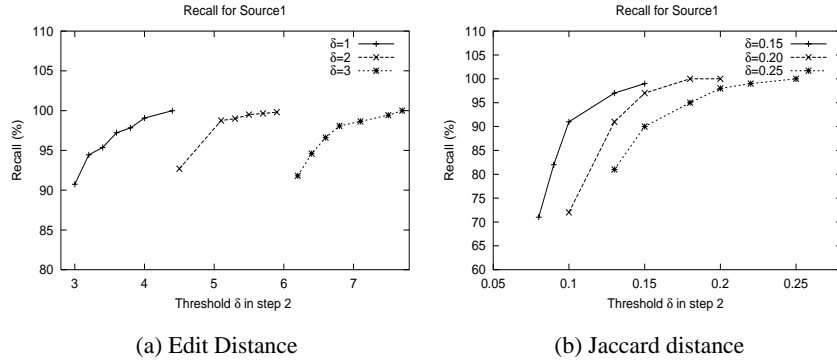 Recall for Source1
110
105
100
95
90
85
80
Recall (%)
3
4
5
6
7
Threshold δ in step 2
δ=1
δ=2
δ=3
(a) Edit Distance
Recall for Source1
110
105
100
95
90
85
80
75
70
65
60
Recall (%)
0.05
0.1
0.15
0.2
0.25
Threshold δ in step 2
δ=0.15
δ=0.20
δ=0.25
(b) Jaccard distance